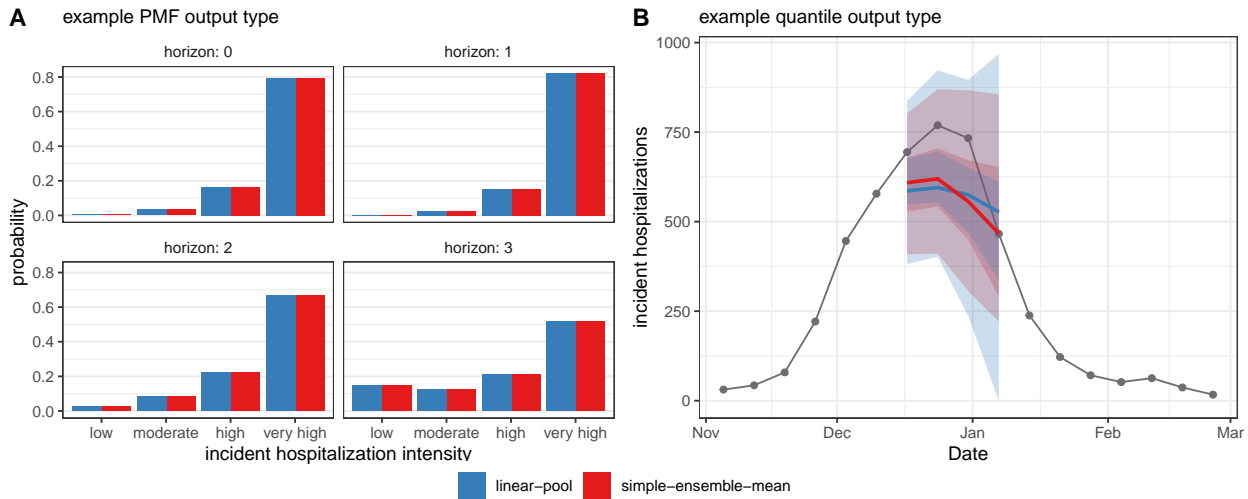 A example PMF output type
horizon: 0 horizon: 1
0.8
0.6
0.4
0.2
0.0
horizon: 2 horizon: 3
0.8
0.6
0.4
0.2
0.0
probability
low moderate high very high low moderate high very high
incident hospitalization intensity
B example quantile output type
1000
750
500
250
0
incident hospitalizations
Nov Dec Jan Feb Mar
Date
linear−pool simple−ensemble−mean